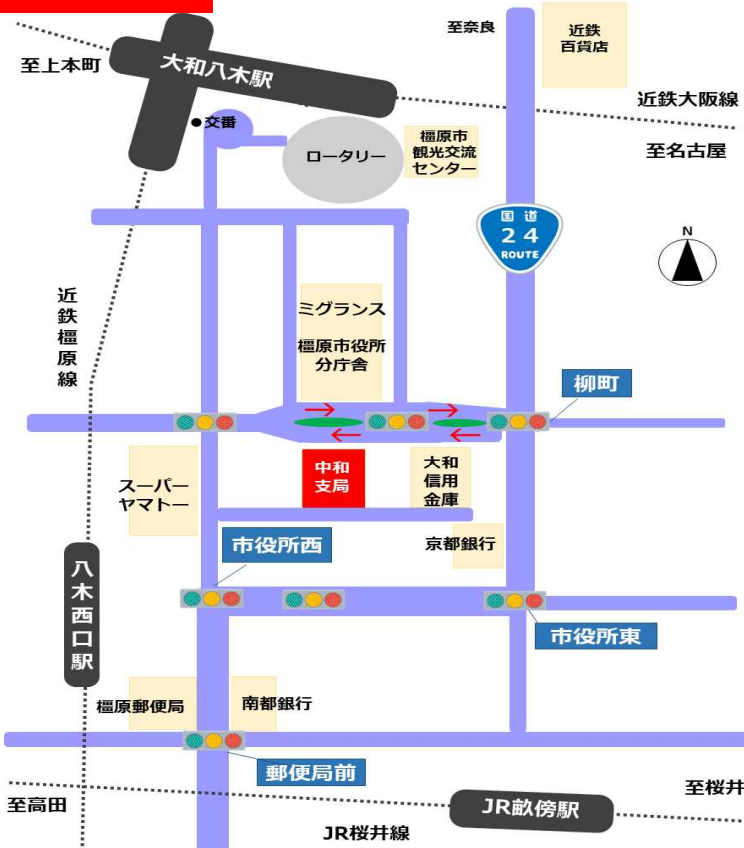 至奈良
近鉄
百貨店
至上本町
大和八木駅
近鉄大阪線
●交番
ロータリー
橿原市
観光交流
センター
至名古屋
国道
24
ROUTE
N
近鉄橿原線
ミグランス
橿原市役所
分庁舎
柳町
中和
支局
大和
信用
金庫
スーパー
ヤマトー
市役所西
京都銀行
八木西口駅
市役所東
橿原郵便局
南都銀行
郵便局前
至高田
JR畝傍駅
至桜井
JR桜井線